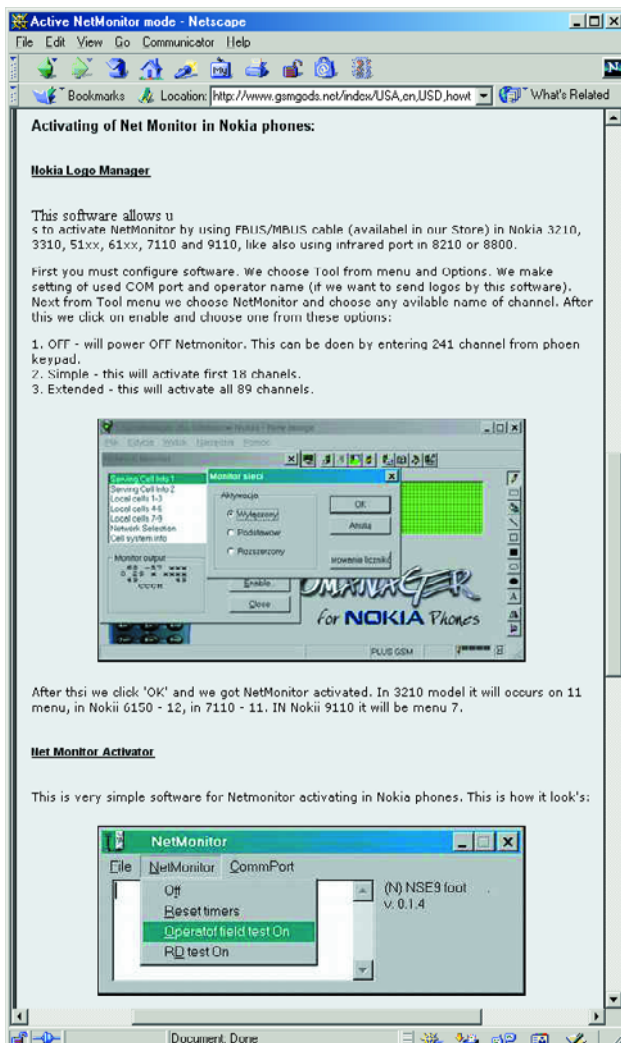 Active NetMonitor mode - Netscape
File Edit View Go Communicator Help
Bookmarks Location: http://www.gsmgods.net/index/USA,en,USD,howt What's Related
Activating of Net Monitor in Nokia phones:
Nokia Logo Manager
This software allows u
s to activate NetMonitor by using FBUS/MBUS cable (availabel in our Store) in Nokia 3210,
3310, 51xx, 61xx, 7110 and 9110, like also using infrared port in 8210 or 8800.
First you must configure software. We choose Tool from menu and Options. We make
setting of used COM port and operator name (if we want to send logos by this software).
Next from Tool menu we choose NetMonitor and choose any avilable name of channel. After
this we click on enable and choose one from these options:
1. OFF - will power OFF Netmonitor. This can be doen by entering 241 channel from phoen
keypad.
2. Simple - this will activate first 18 chanels.
3. Extended - this will activate all 89 channels.
Monitor sieci
Serving Cell Info 1
Serving Cell Info 2
Local cells 1-3
Local cells 4-6
Local cells 7-9
Network Selection
Cell system info
Aktywacja
Wyłączony
Podstawow
Rozszerzony
OK
Anuluj
Monitor output
Enable...
Close
OMANAGER
for NOKIA Phones
PLUS GSM
After thsi we click 'OK' and we got NetMonitor activated. In 3210 model it will occurs on 11
menu, in Nokii 6150 - 12, in 7110 - 11. IN Nokii 9110 it will be menu 7.
Net Monitor Activator
This is very simple software for Netmonitor activating in Nokia phones. This is how it look's:
NetMonitor
File NetMonitor CommPort
Off
Reset timers
Operator field test On
RD test On
(N) NSE9 foot .
v. 0.1.4
Document: Done